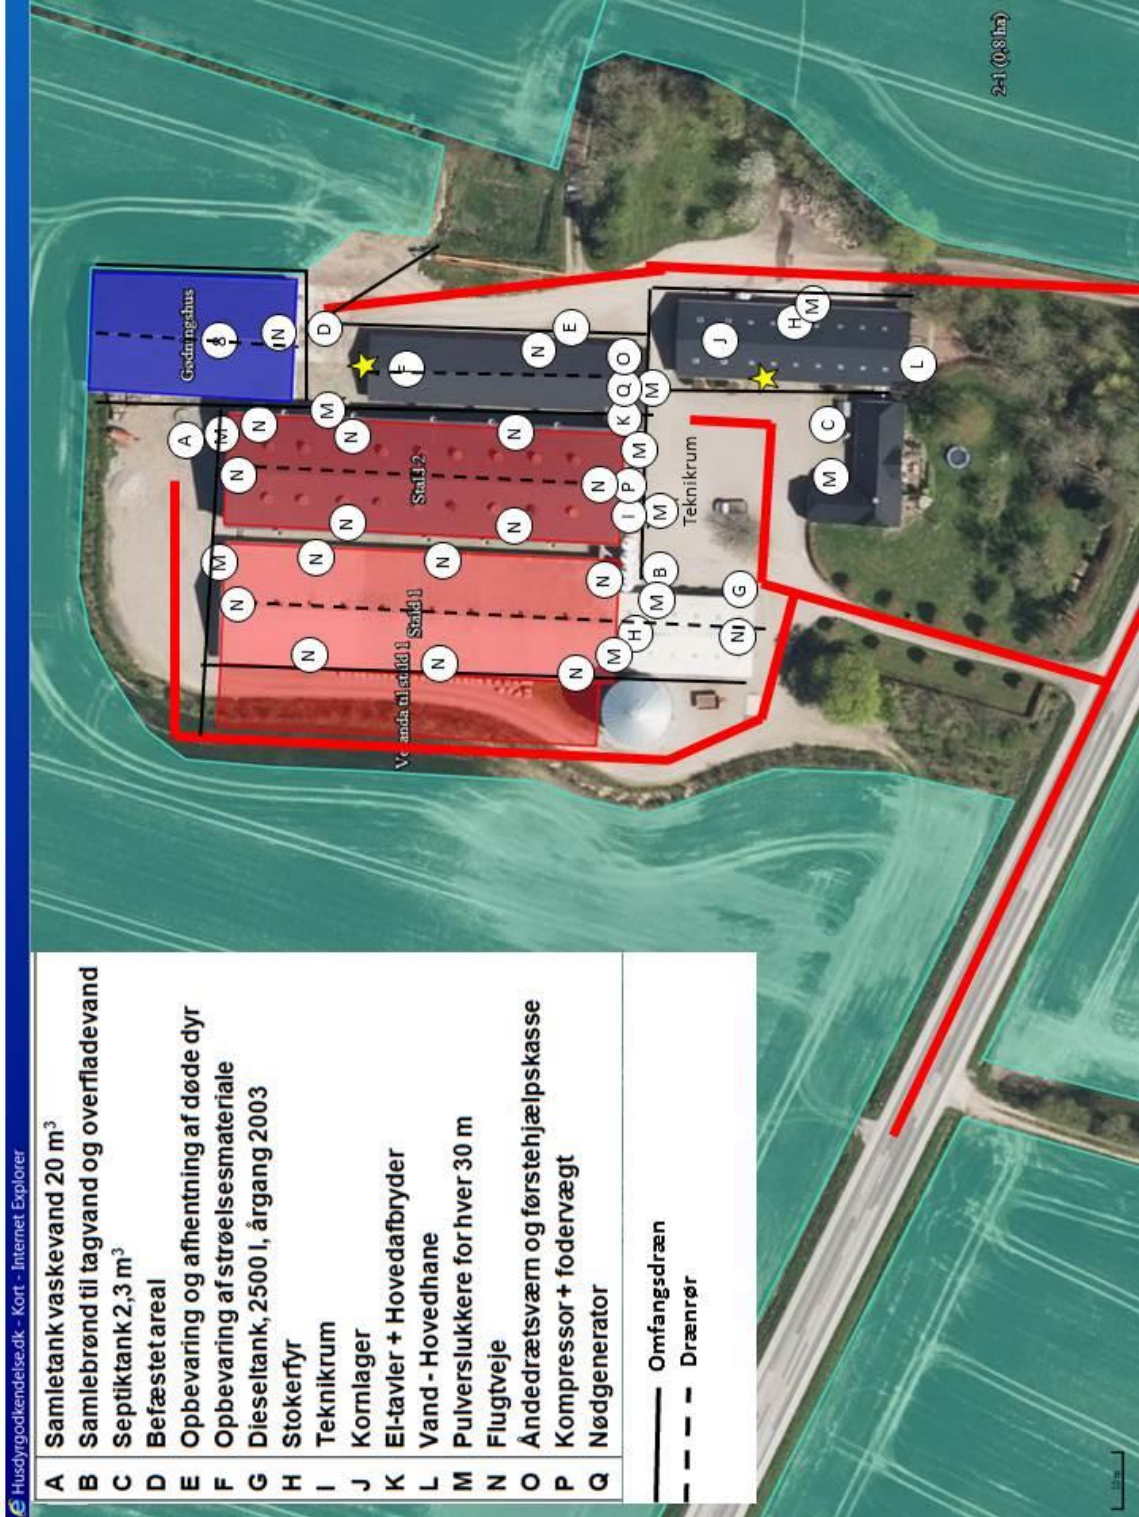 Husdyrgodkendelse.dk - Kort - Internet Explorer
A Samletank vaskevand 20 m³
B Samlebrønd til tagvand og overfladevand
C Septiktank 2,3 m³
D Befæstet areal
E Opbevaring og afhentning af døde dyr
F Opbevaring af strøelsesmateriale
G Dieseltank, 2500 l, årgang 2003
H Stokerfyr
I Teknikrum
J Kornlager
K El-tavler + Hovedafbryder
L Vand - Hovedhane
M Pulverslukkere for hver 30 m
N Flugtveje
O Åndedrætsværn og førstehjælpskasse
P Kompressor + fodervægt
Q Nødgenerator
Omfangsdræn
Drænrør
Gødningshus
8
N
A
M
N
N
M
N
D
F
N
E
Stald 2
N
N
N
N
K
Q
O
M
P
M
I
M
Teknikrum
J
H
M
L
C
M
M
N
N
N
Stald 1
N
N
N
N
Veranda til stald 1
M
H
M
B
G
N
2-1 (0,8 ha)